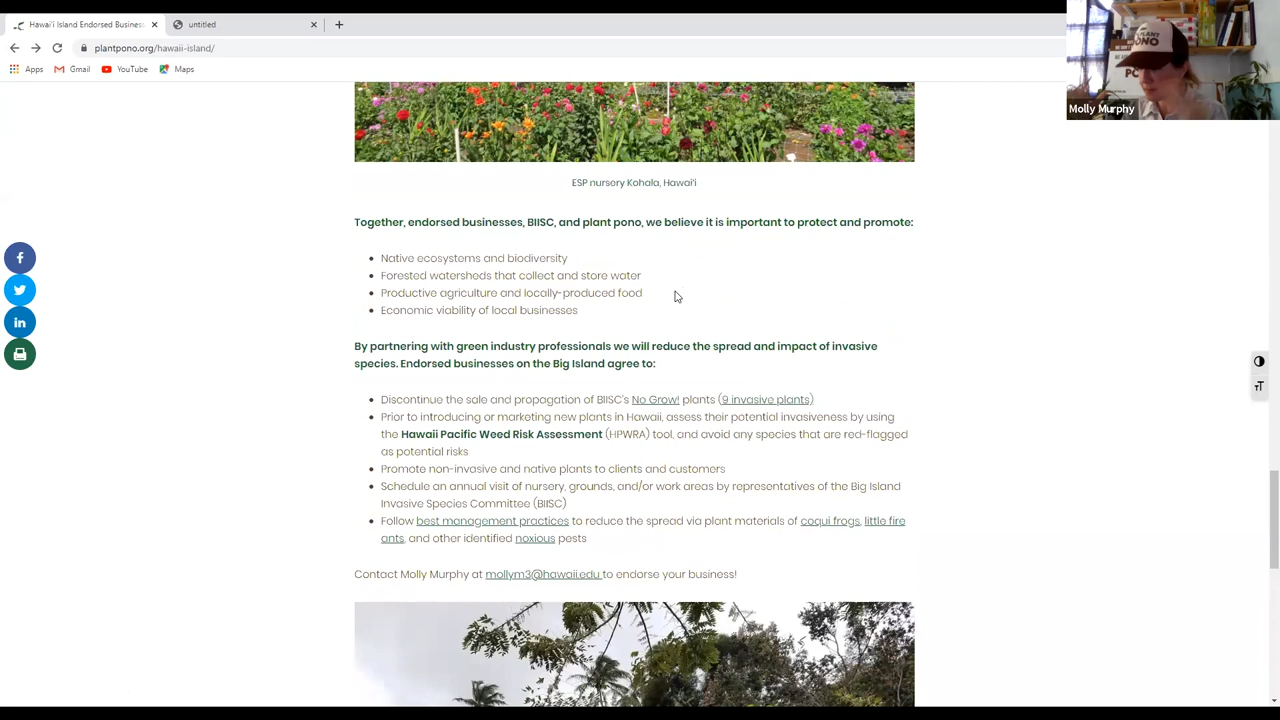 Hawai'i Island Endorsed Business
untitled
plantpono.org/hawaii-island/
Apps Gmail YouTube Maps
PLANT
PONO
PO
Molly Murphy
ESP nursery Kohala, Hawai'i
Together, endorsed businesses, BIISC, and plant pono, we believe it is important to protect and promote:
Native ecosystems and biodiversity
Forested watersheds that collect and store water
Productive agriculture and locally-produced food
Economic viability of local businesses
By partnering with green industry professionals we will reduce the spread and impact of invasive
species. Endorsed businesses on the Big Island agree to:
Discontinue the sale and propagation of BIISC's No Grow! plants (9 invasive plants)
Prior to introducing or marketing new plants in Hawaii, assess their potential invasiveness by using
the Hawaii Pacific Weed Risk Assessment (HPWRA) tool, and avoid any species that are red-flagged
as potential risks
Promote non-invasive and native plants to clients and customers
Schedule an annual visit of nursery, grounds, and/or work areas by representatives of the Big Island
Invasive Species Committee (BIISC)
Follow best management practices to reduce the spread via plant materials of coqui frogs, little fire
ants, and other identified noxious pests
Contact Molly Murphy at mollym3@hawaii.edu to endorse your business!